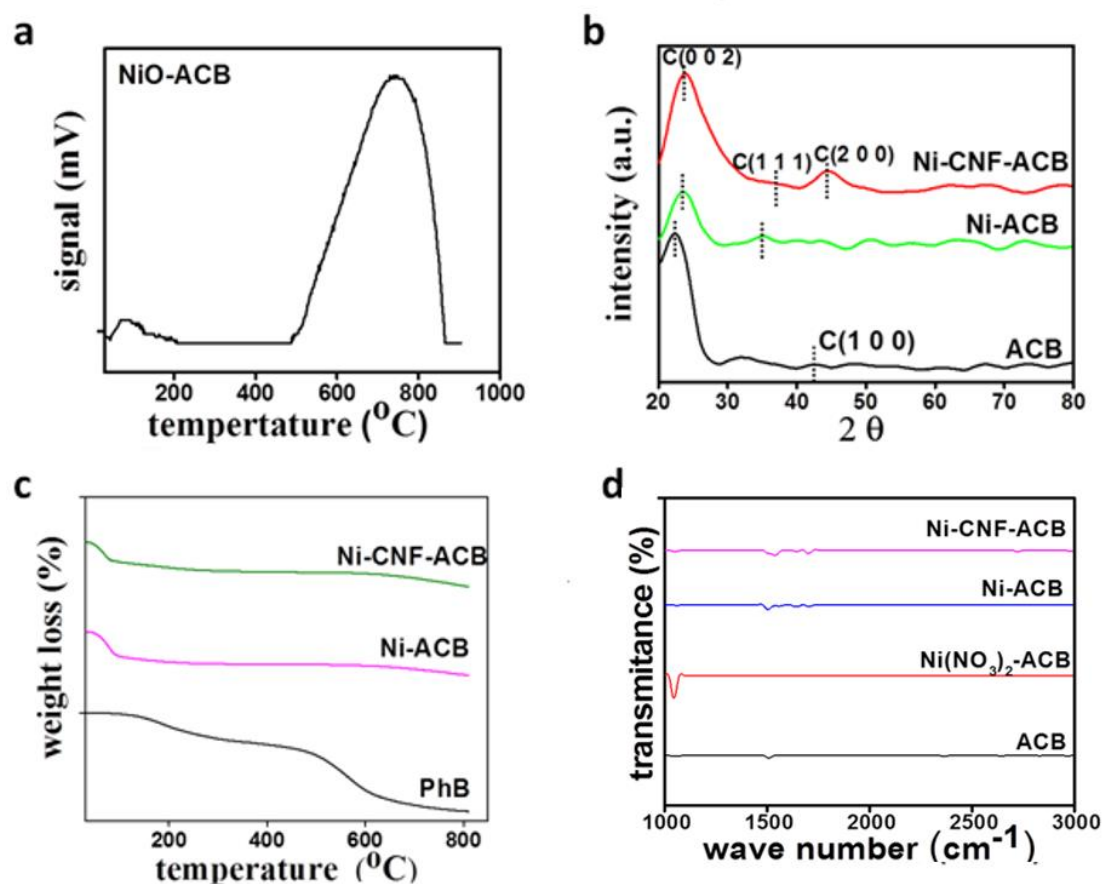 a
NiO-ACB
signal (mV)
200 400 600 800 1000
tempertature (⁰C)
b
C(0 0 2)
C(1 1 1) C(2 0 0)
Ni-CNF-ACB
Ni-ACB
C(1 0 0)
ACB
intensity (a.u.)
20 30 40 50 60 70 80
2 θ
c
Ni-CNF-ACB
Ni-ACB
PhB
weight loss (%)
200 400 600 800
temperature (⁰C)
d
Ni-CNF-ACB
Ni-ACB
Ni(NO₃)₂-ACB
ACB
transmitance (%)
1000 1500 2000 2500 3000
wave number (cm⁻¹)